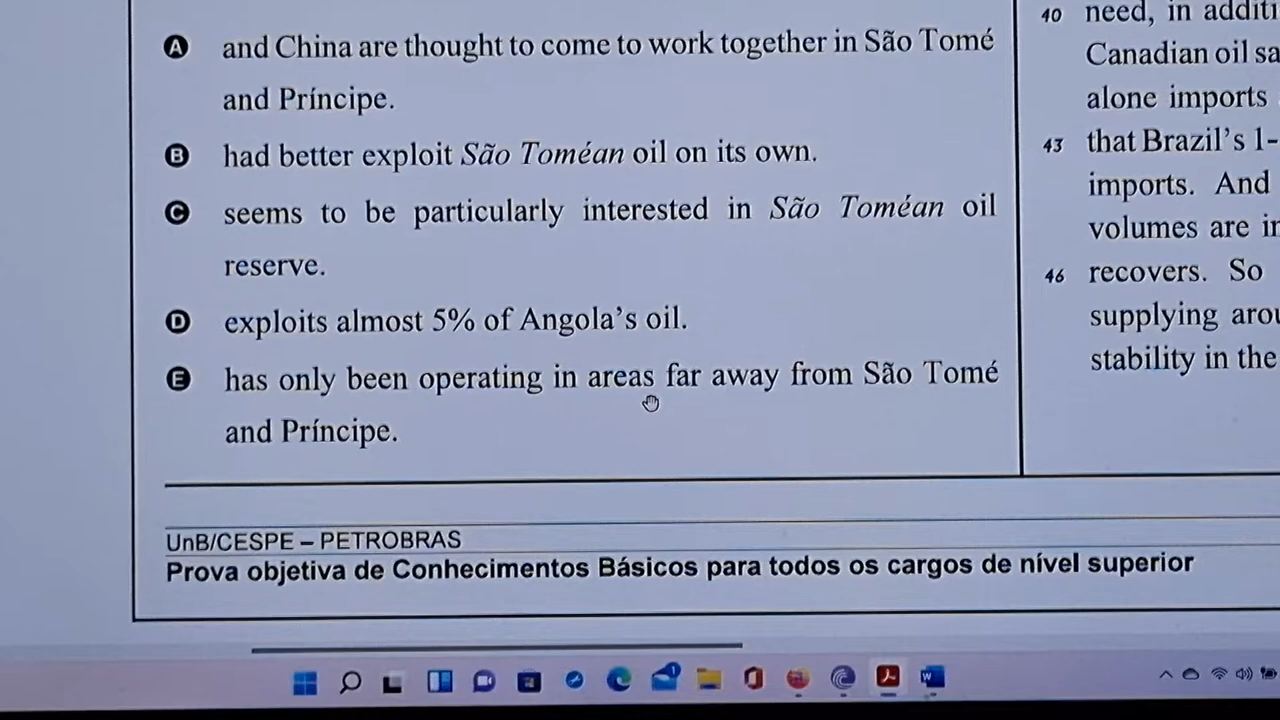 A and China are thought to come to work together in São Tomé
and Príncipe.
B had better exploit São Toméan oil on its own.
C seems to be particularly interested in São Toméan oil
reserve.
D exploits almost 5% of Angola's oil.
E has only been operating in areas far away from São Tomé
and Príncipe.
UnB/CESPE – PETROBRAS
Prova objetiva de Conhecimentos Básicos para todos os cargos de nível superior
40 need, in additi
Canadian oil sa
alone imports
43 that Brazil's 1-
imports. And
volumes are in
46 recovers. So
supplying arou
stability in the